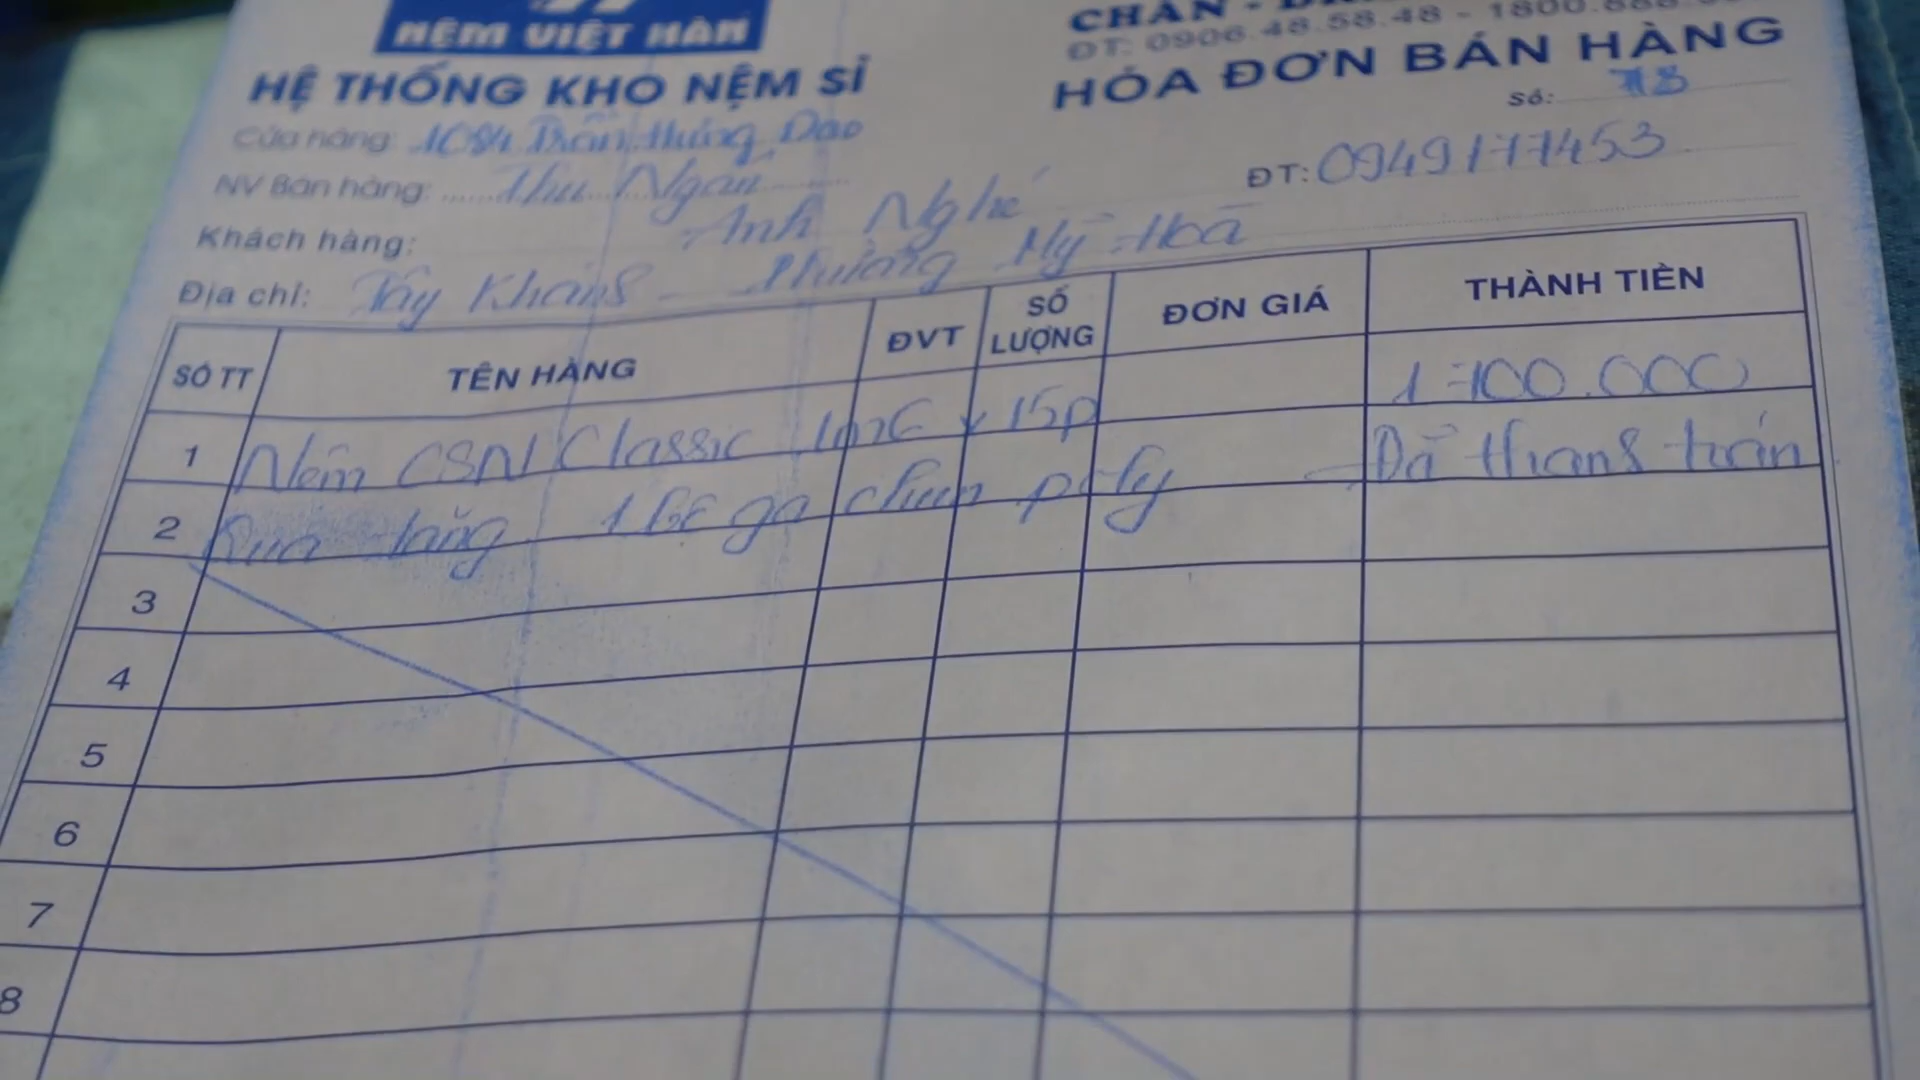 NỆM VIỆT HÀN
HỆ THỐNG KHO NỆM SỈ
CHĂN -
ĐT: 0906.48.58.48 - 1800.888.
HÓA ĐƠN BÁN HÀNG
Số:
Cửa hàng: 1084 Trần Hưng Đạo
NV Bán hàng: Thu Ngân
ĐT: 0949177453
Khách hàng: Anh Nghé
Địa chỉ: Tây Khánh - Phường Mỹ Hoà
SỐ TT TÊN HÀNG ĐVT SỐ LƯỢNG ĐƠN GIÁ THÀNH TIỀN
1 Nệm CSN Classic 1m6 x 15p 1.700.000
2 Quà tặng 1 bộ ga chun poly Đã thanh toán
3
4
5
6
7
8